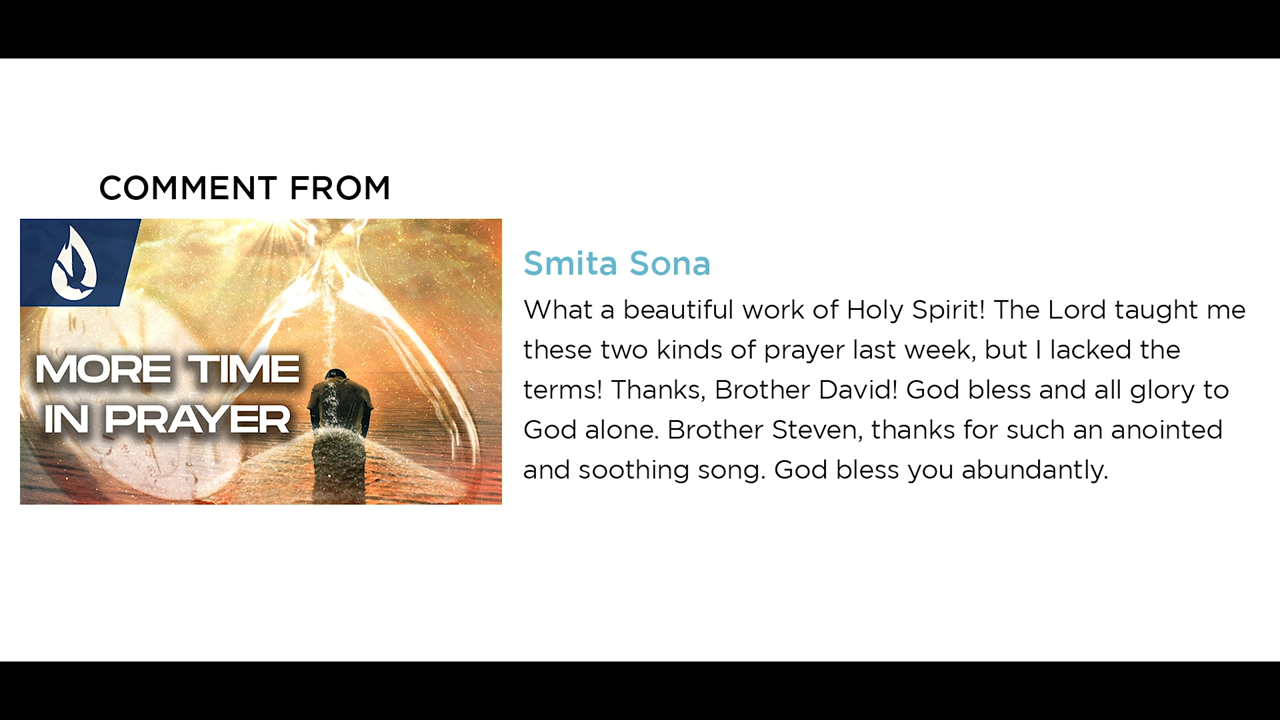 COMMENT FROM
MORE TIME
IN PRAYER
Smita Sona
What a beautiful work of Holy Spirit! The Lord taught me
these two kinds of prayer last week, but I lacked the
terms! Thanks, Brother David! God bless and all glory to
God alone. Brother Steven, thanks for such an anointed
and soothing song. God bless you abundantly.